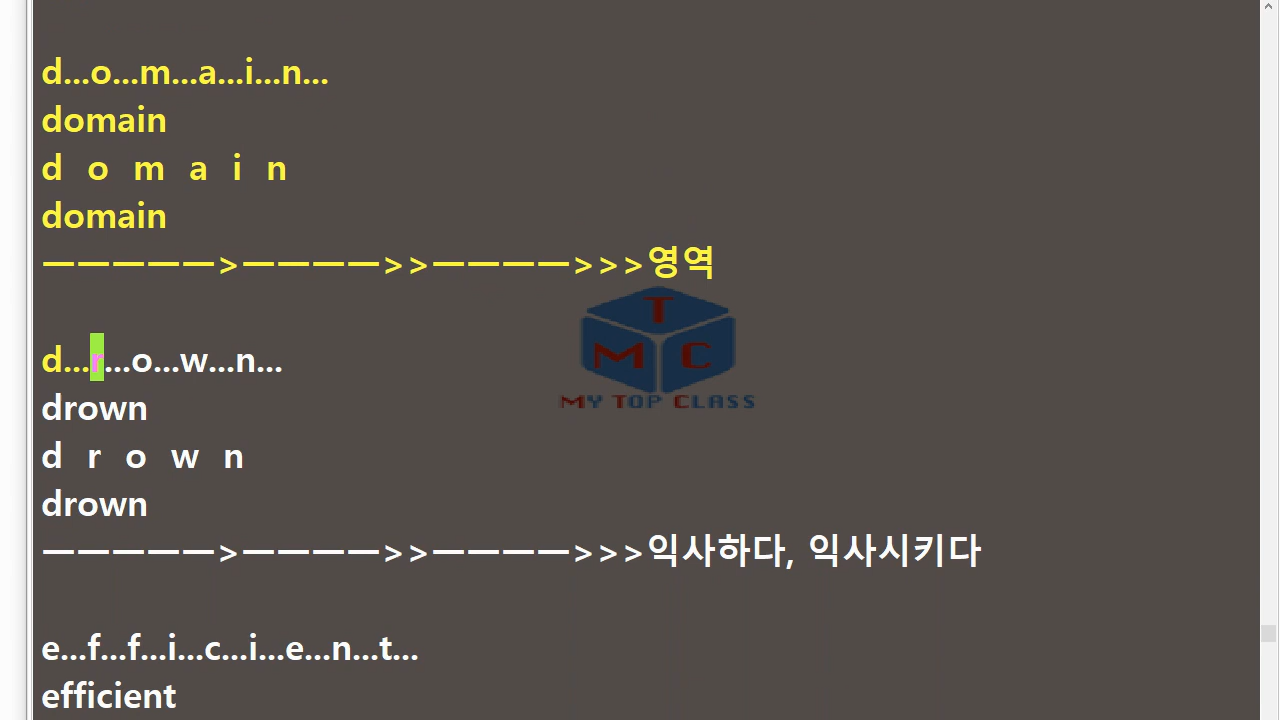 d...o...m...a...i...n...
domain
d o m a i n
domain
—————>————>>————>>>영역
T
M C
MY TOP CLASS
d...r...o...w...n...
drown
d r o w n
drown
—————>————>>————>>>익사하다, 익사시키다
e...f...f...i...c...i...e...n...t...
efficient